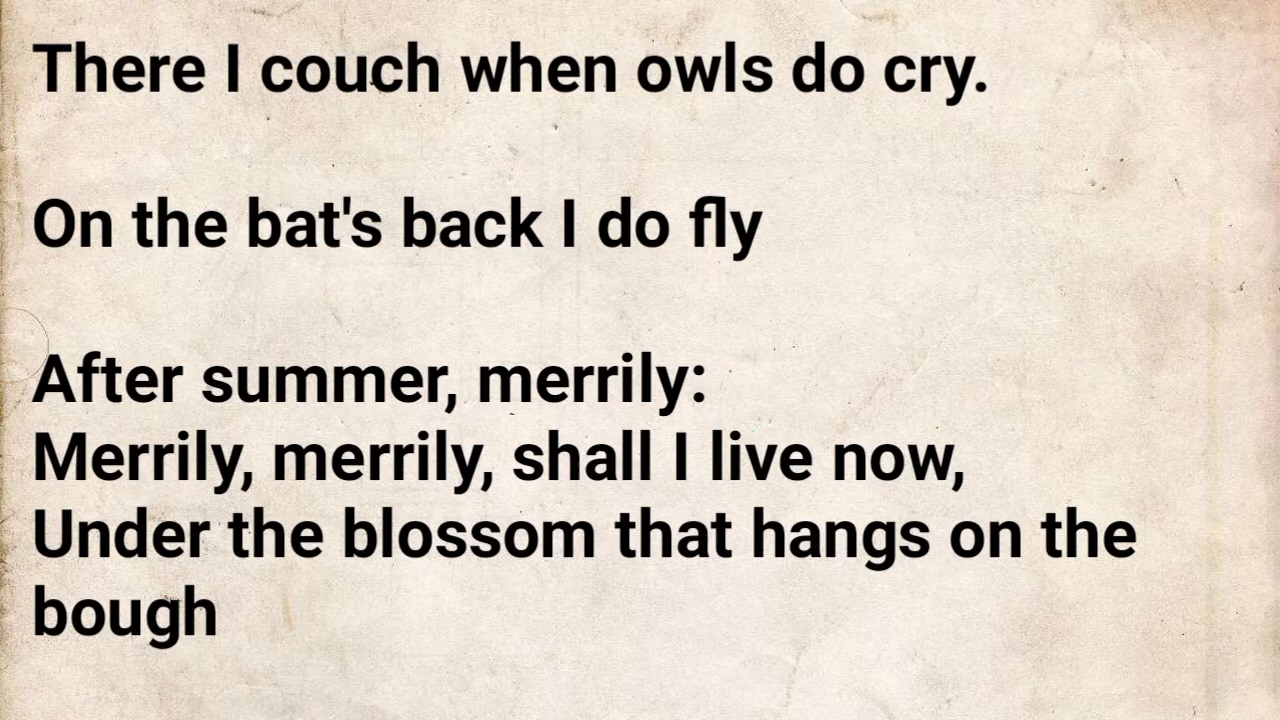 There I couch when owls do cry.
On the bat's back I do fly
After summer, merrily:
Merrily, merrily, shall I live now,
Under the blossom that hangs on the
bough